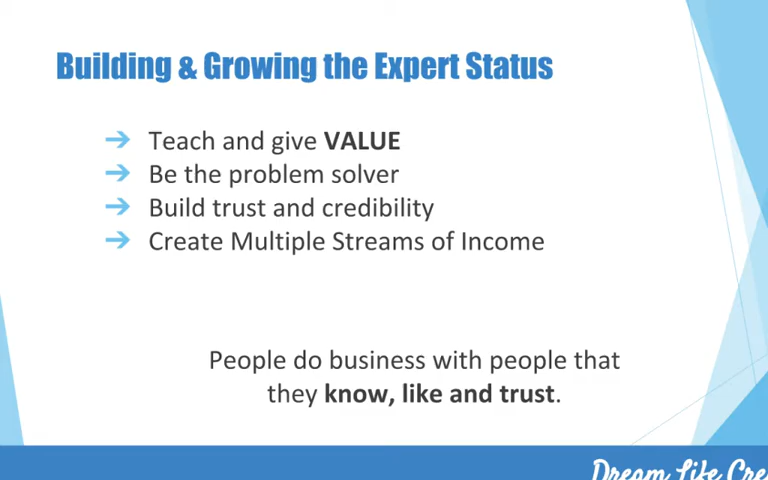 Building & Growing the Expert Status
➔ Teach and give VALUE
➔ Be the problem solver
➔ Build trust and credibility
➔ Create Multiple Streams of Income
People do business with people that
they know, like and trust.
Dream Life Cre